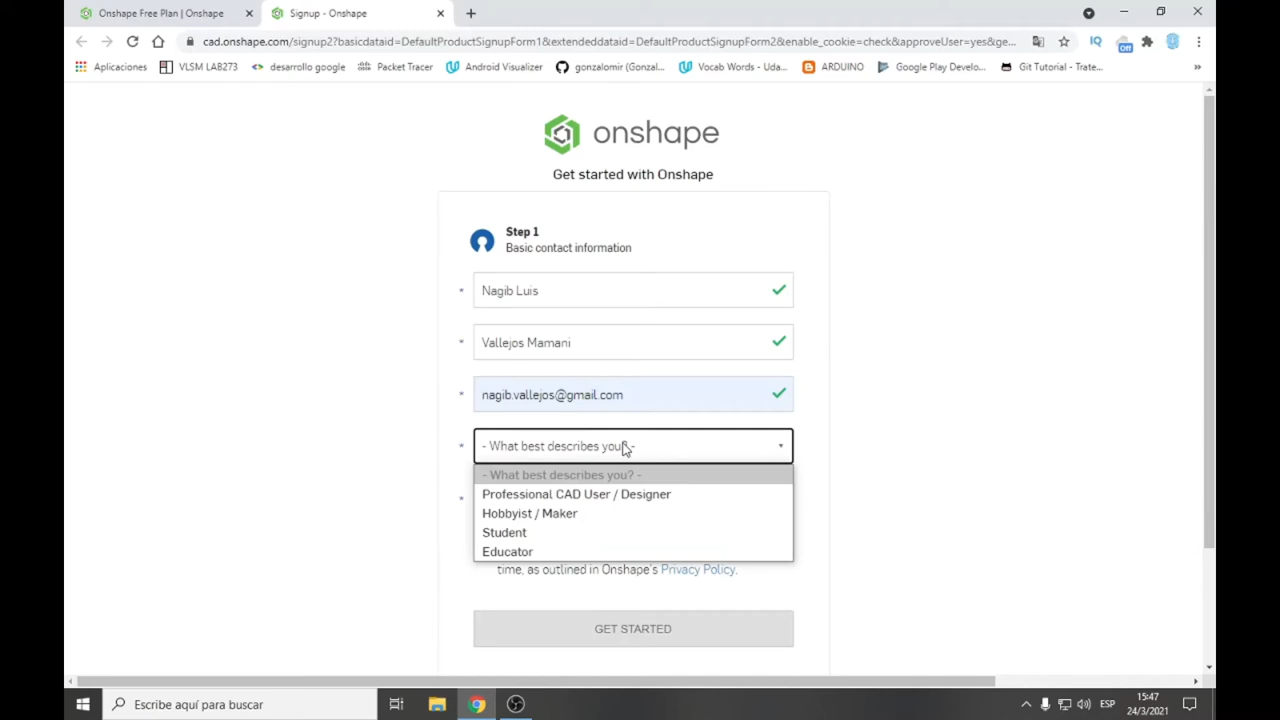 Onshape Free Plan | Onshape
Signup - Onshape
cad.onshape.com/signup2?basicdataid=DefaultProductSignupForm1&extendeddataid=DefaultProductSignupForm2&enable_cookie=check&approveUser=yes&ge...
Aplicaciones
VLSM LAB273
desarrollo google
Packet Tracer
Android Visualizer
gonzalomir (Gonzal...
Vocab Words - Uda...
ARDUINO
Google Play Develo...
Git Tutorial - Trate...
»
IQ
Off
onshape
Get started with Onshape
Step 1
Basic contact information
* Nagib Luis
* Vallejos Mamani
* nagib.vallejos@gmail.com
* - What best describes you? -
- What best describes you? -
Professional CAD User / Designer
* Hobbyist / Maker
Student
Educator
time, as outlined in Onshape's Privacy Policy.
GET STARTED
Escribe aquí para buscar
ESP
15:47
24/3/2021